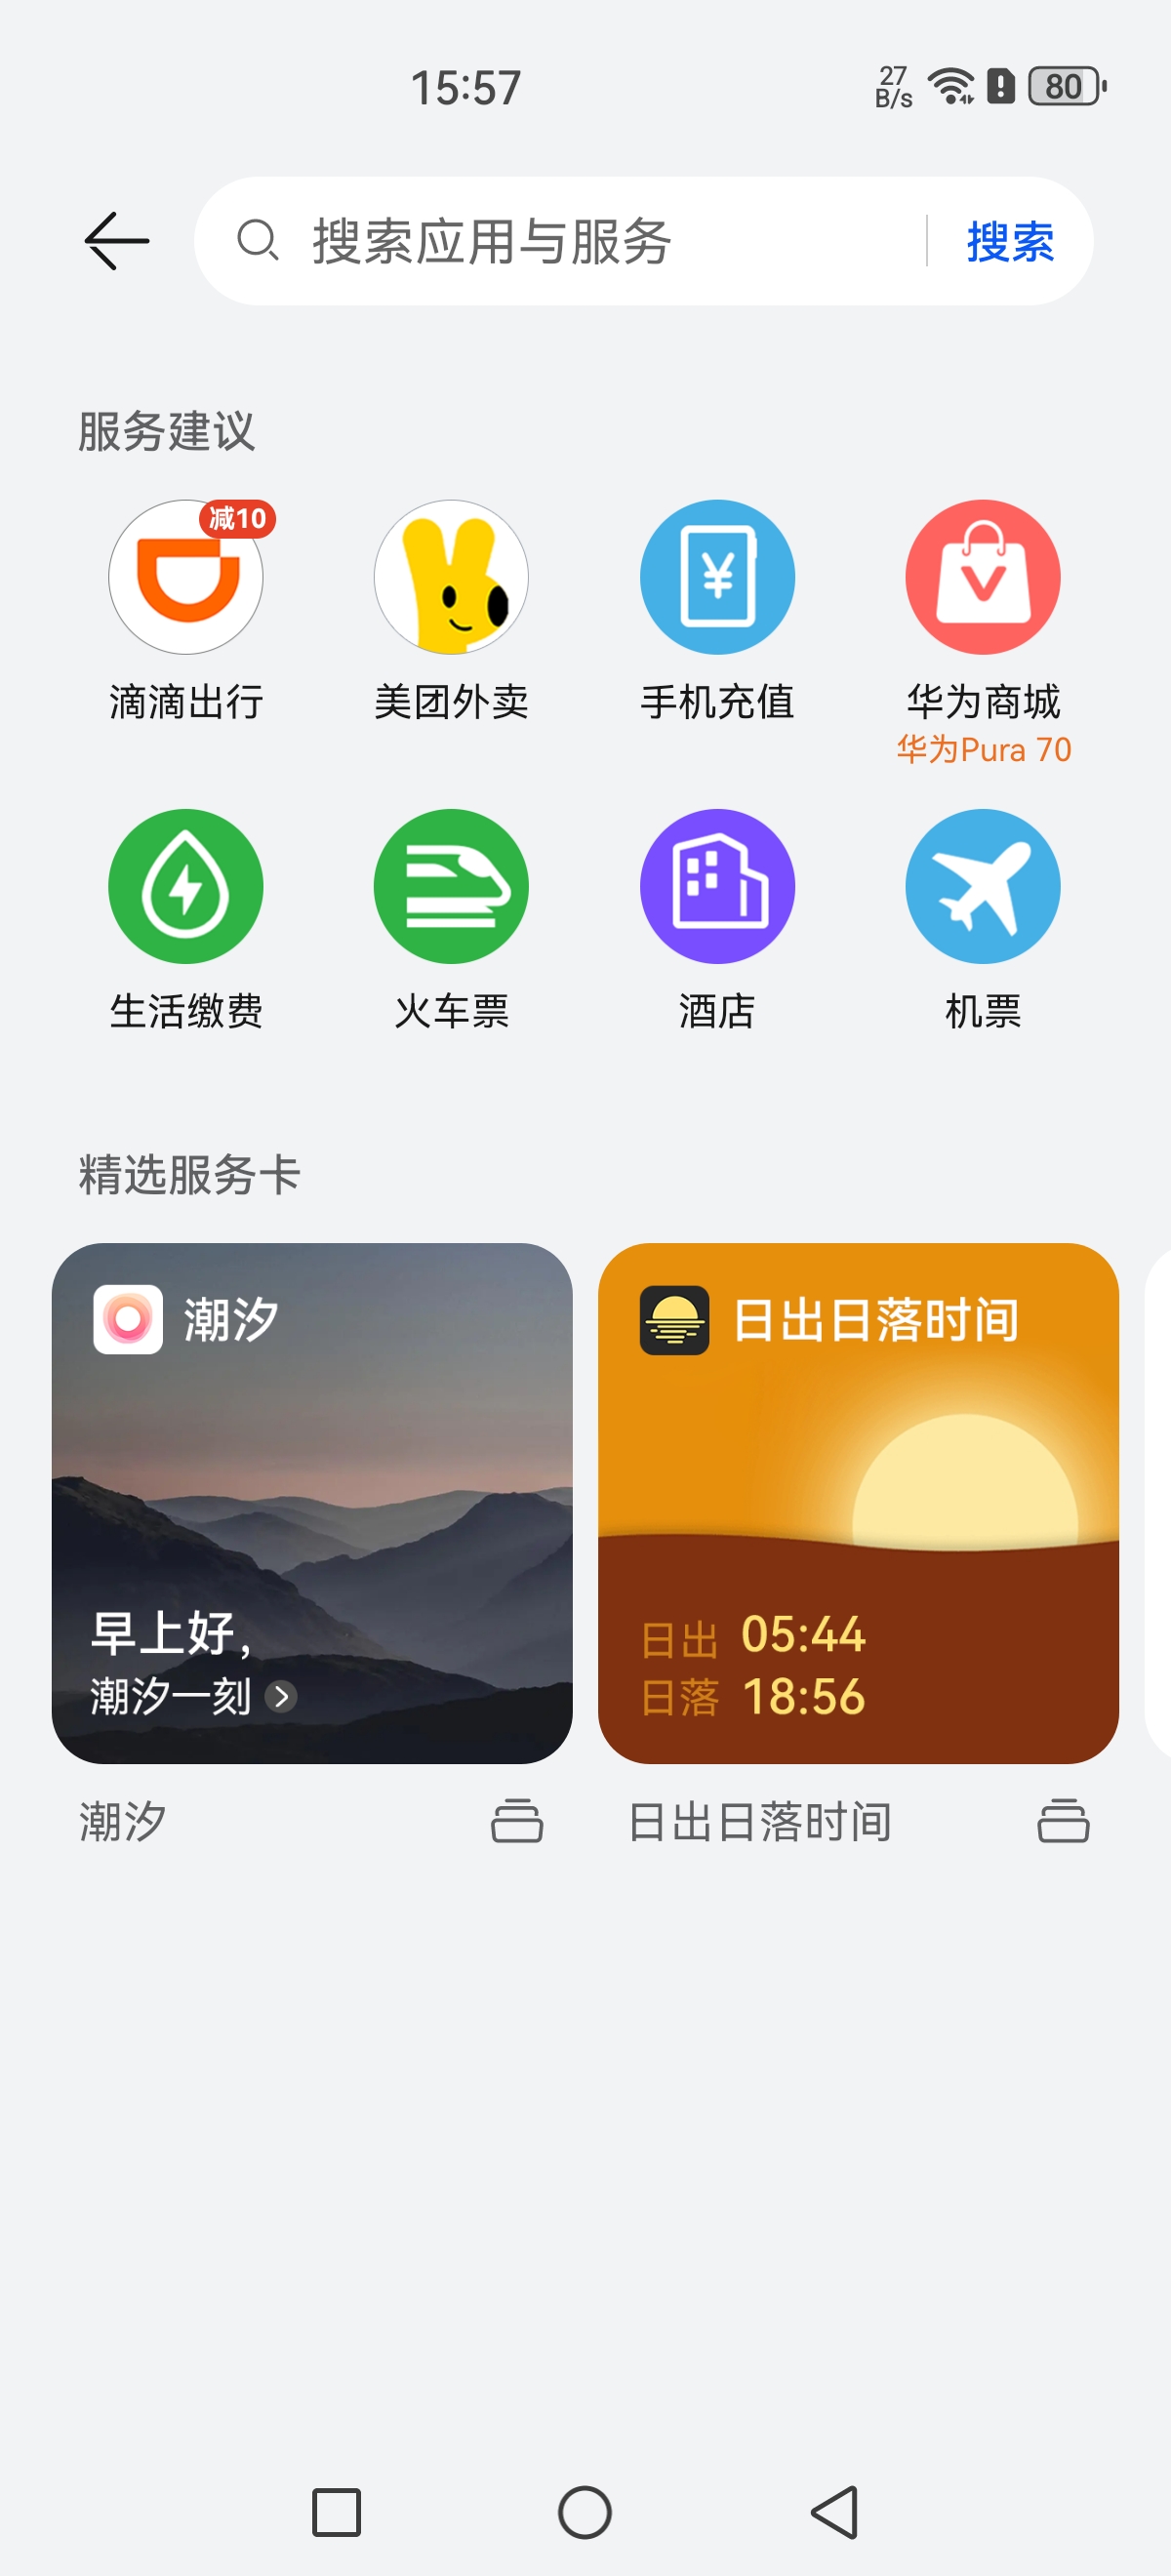 15:57
27
B/s
80
搜索应用与服务
搜索
服务建议
减10
滴滴出行
美团外卖
手机充值
华为商城
华为Pura 70
生活缴费
火车票
酒店
机票
精选服务卡
潮汐
早上好,
潮汐一刻
日出日落时间
日出 05:44
日落 18:56
潮汐
日出日落时间